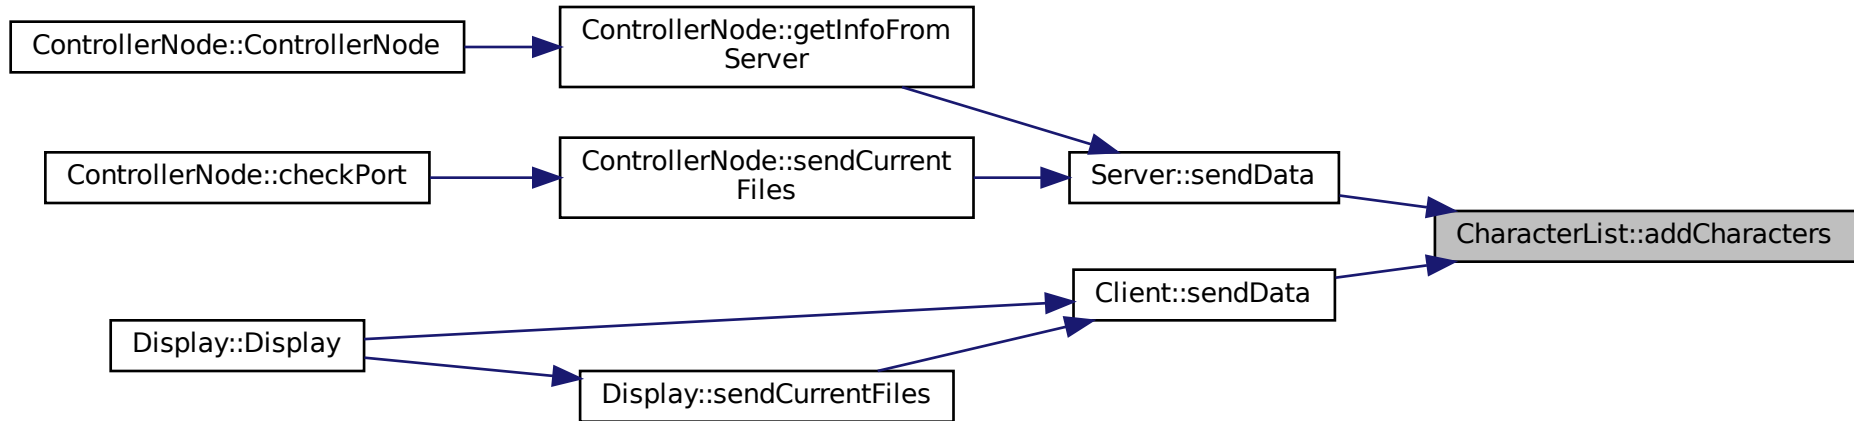 ControllerNode::ControllerNode
ControllerNode::getInfoFrom
Server
ControllerNode::checkPort
ControllerNode::sendCurrent
Files
Server::sendData
CharacterList::addCharacters
Client::sendData
Display::Display
Display::sendCurrentFiles